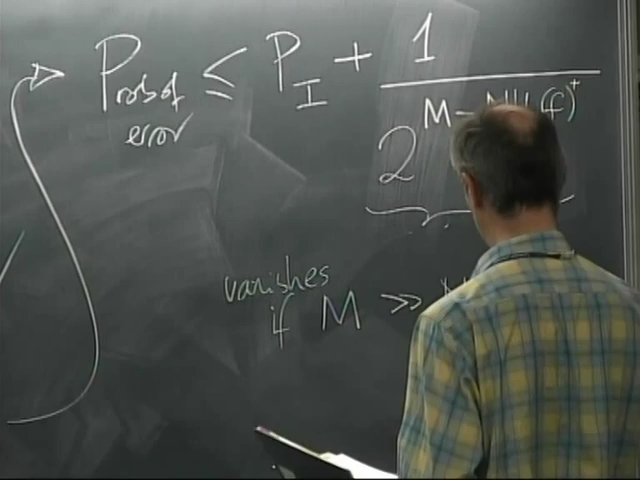 Prob of error ≤ P_I + 1
2^M - N (f)^+
vanishes
if M >>